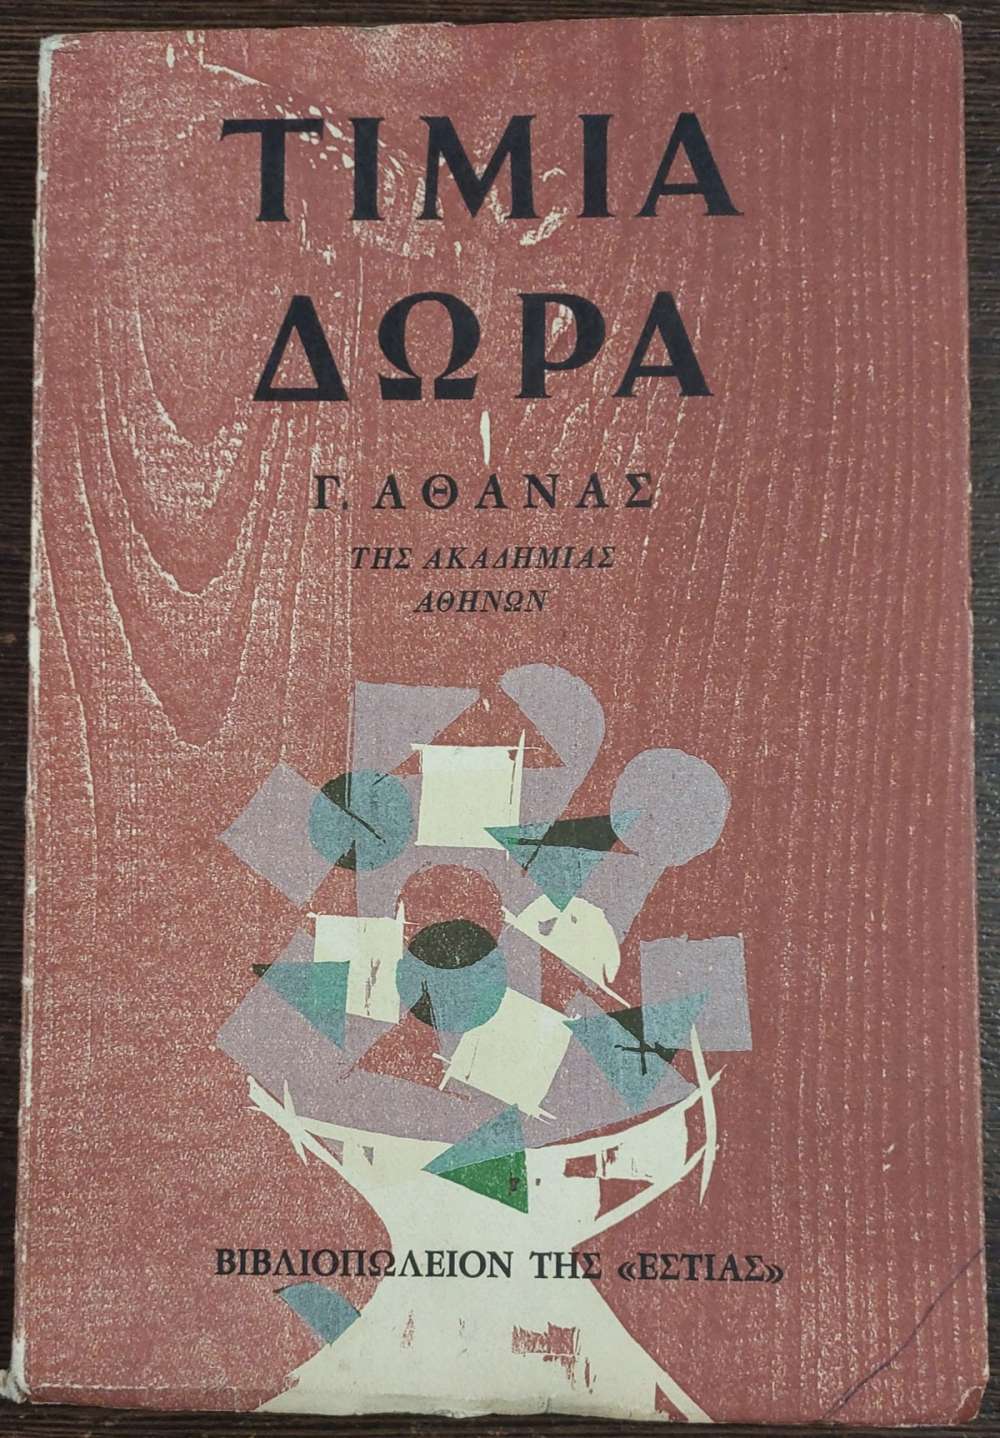 ΤΙΜΙΑ
ΔΩΡΑ
Γ. ΑΘΑΝΑΣ
ΤΗΣ ΑΚΑΔΗΜΙΑΣ
ΑΘΗΝΩΝ
ΒΙΒΛΙΟΠΩΛΕΙΟΝ ΤΗΣ «ΕΣΤΙΑΣ»